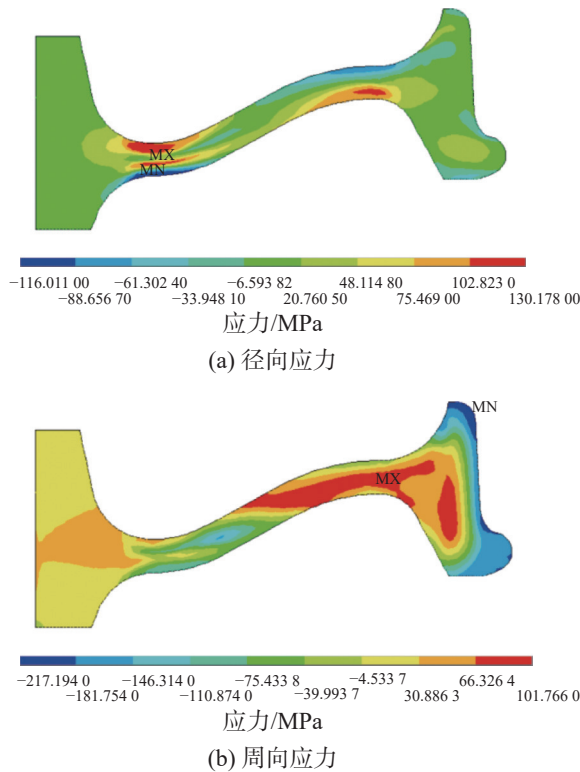 MX
MN
−116.011 00 −61.302 40 −6.593 82 48.114 80 102.823 0
−88.656 70 −33.948 10 20.760 50 75.469 00 130.178 00
应力/MPa
(a) 径向应力
MN
MX
−217.194 0 −146.314 0 −75.433 8 −4.533 7 66.326 4
−181.754 0 −110.874 0 −39.993 7 30.886 3 101.766 0
应力/MPa
(b) 周向应力